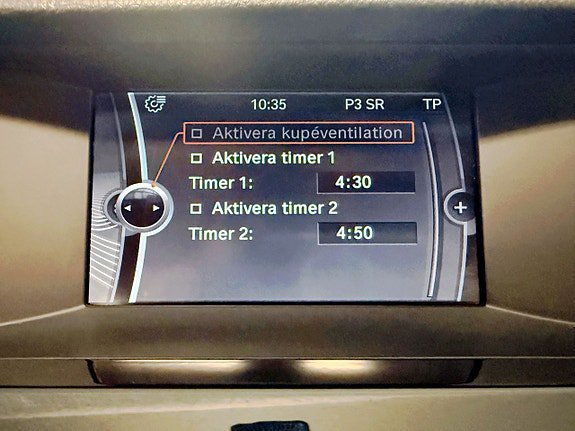 10:35 P3 SR TP
Aktivera kupéventilation
Aktivera timer 1
Timer 1: 4:30
Aktivera timer 2
Timer 2: 4:50